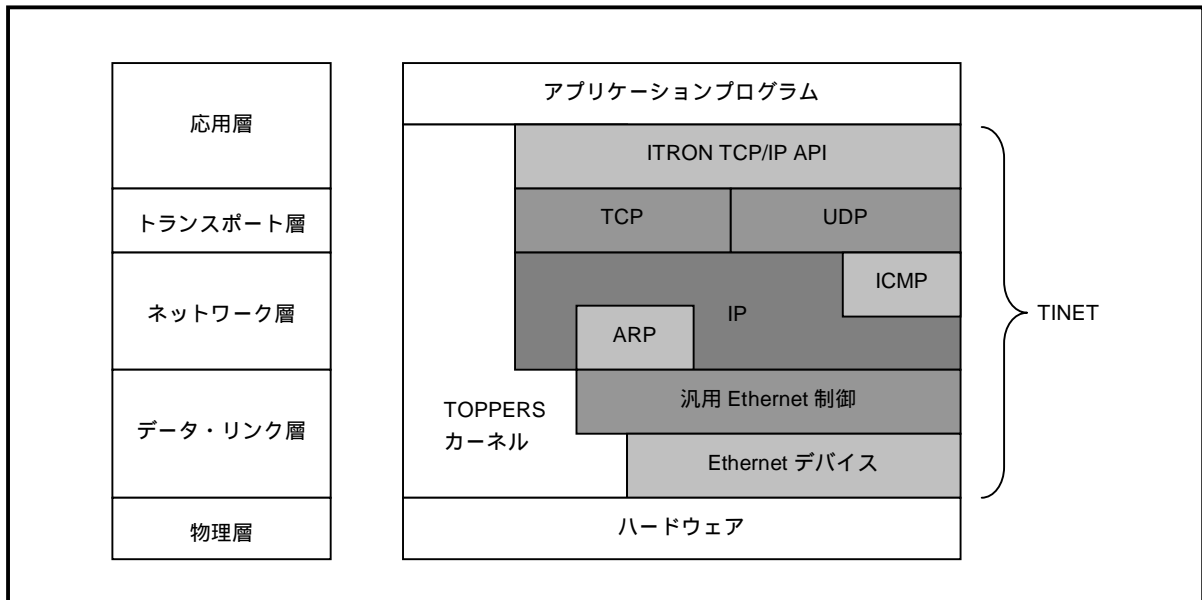 応用層
トランスポート層
ネットワーク層
データ・リンク層
物理層
アプリケーションプログラム
ITRON TCP/IP API
TCP
UDP
ICMP
IP
ARP
汎用 Ethernet 制御
TOPPERS
カーネル
Ethernet デバイス
ハードウェア
TINET